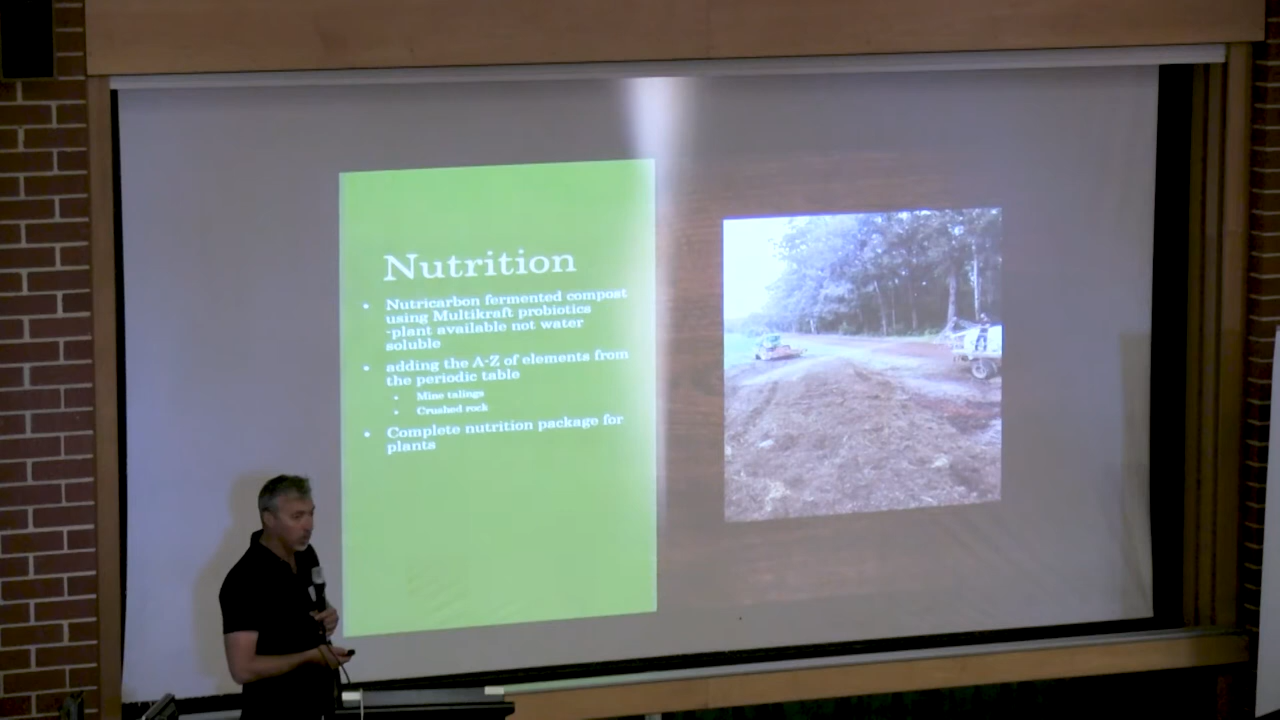 Nutrition
• Nutricarbon fermented compost
using Multikraft probiotics
-plant available not water
soluble
• adding the A-Z of elements from
the periodic table
• Mine talings
• Crushed rock
• Complete nutrition package for
plants